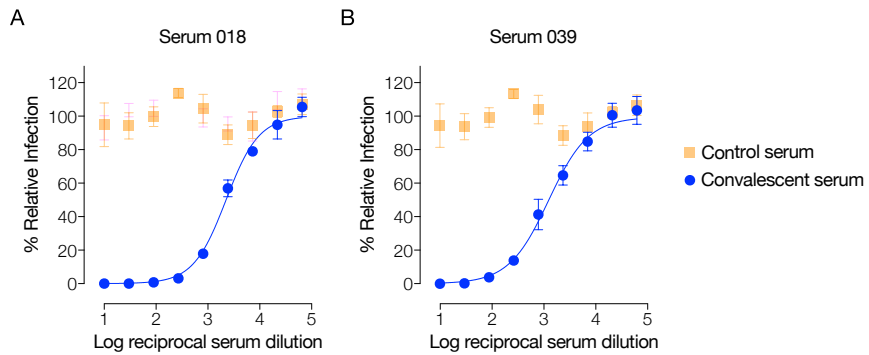 A
Serum 018
120
100
80
60
40
20
0
% Relative Infection
1 2 3 4 5
Log reciprocal serum dilution
B
Serum 039
120
100
80
60
40
20
0
% Relative Infection
1 2 3 4 5
Log reciprocal serum dilution
Control serum
Convalescent serum